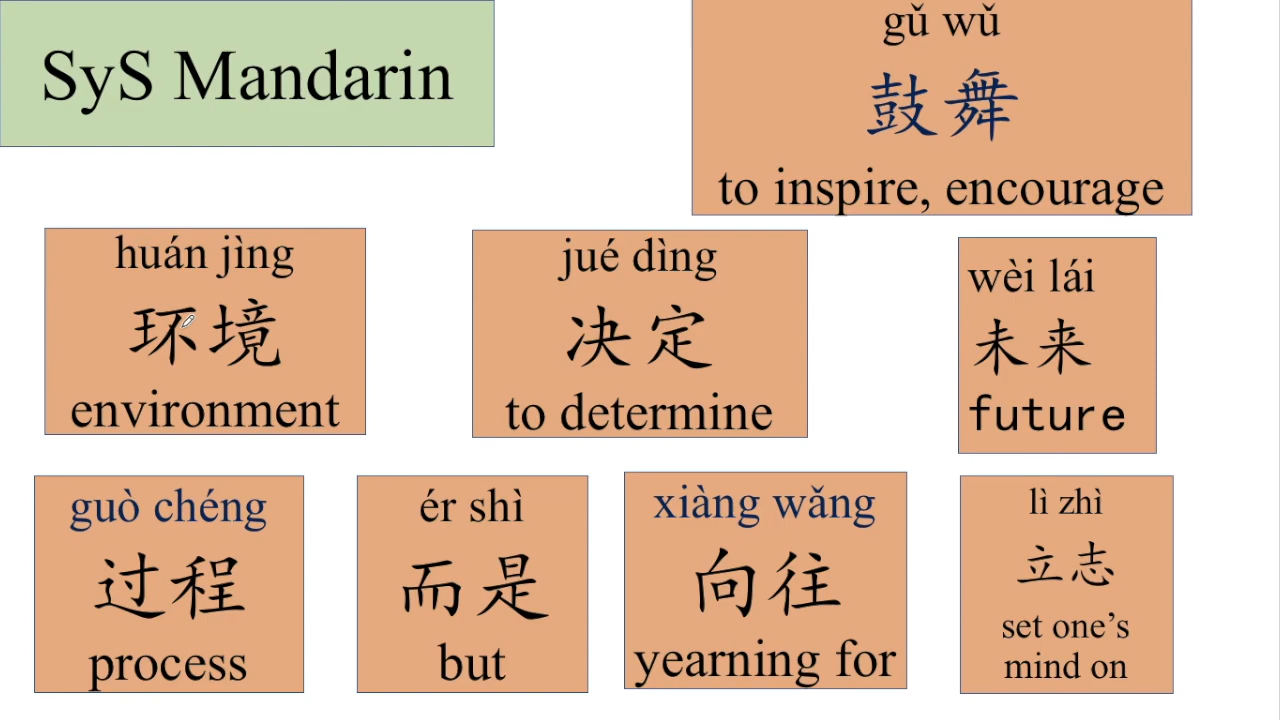 SyS Mandarin
gǔ wǔ
鼓舞
to inspire, encourage
huán jìng
环境
environment
jué dìng
决定
to determine
wèi lái
未来
future
guò chéng
过程
process
ér shì
而是
but
xiàng wǎng
向往
yearning for
lì zhì
立志
set one’s
mind on